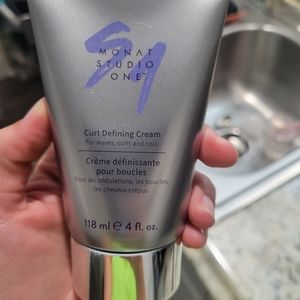 S1
MONAT
STUDIO
ONE
Curl Defining Cream
For waves, curls and coils
Crème définissante
pour boucles
Pour les ondulations, les boucles,
les cheveux crépus
118 ml ℮ 4 fl. oz.